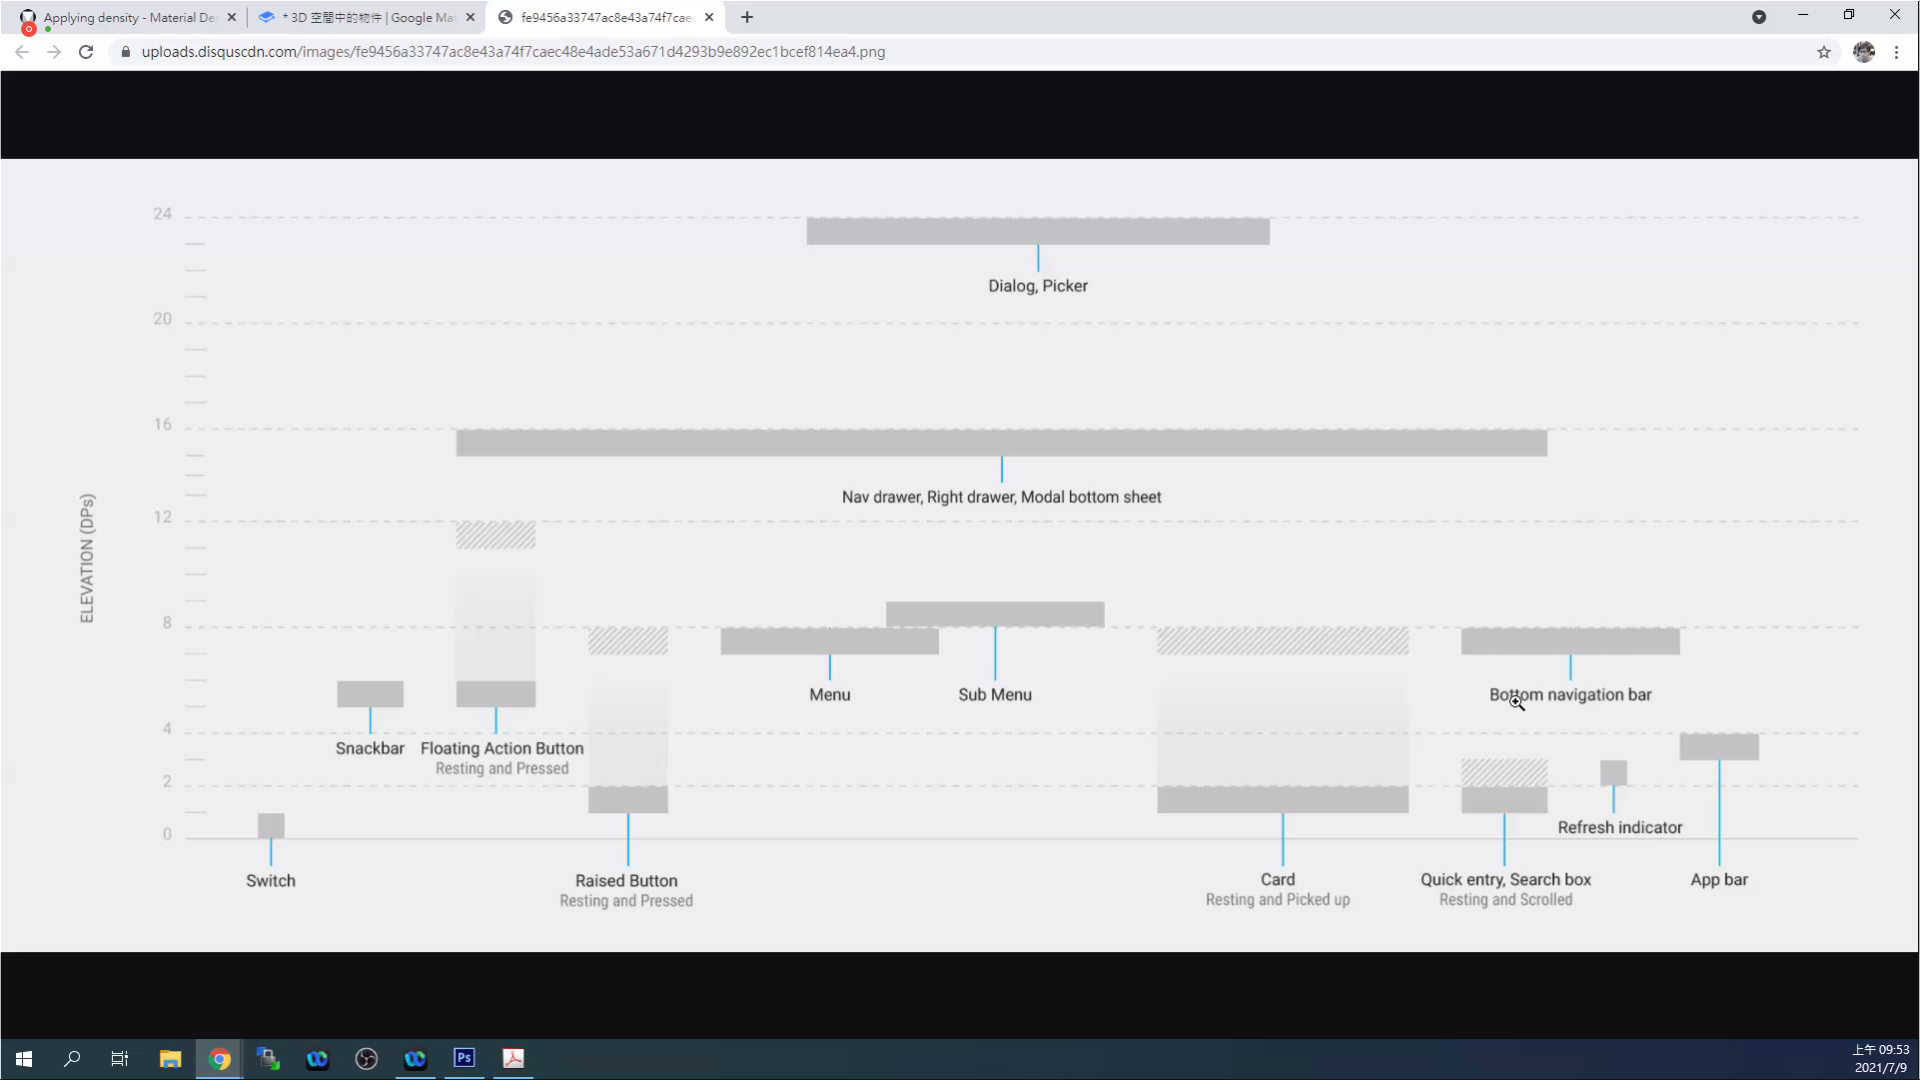 Applying density - Material De
* 3D 空間中的物件 | Google Ma
fe9456a33747ac8e43a74f7cae
uploads.disquscdn.com/images/fe9456a33747ac8e43a74f7caec48e4ade53a671d4293b9e892ec1bcef814ea4.png
24
Dialog, Picker
20
16
Nav drawer, Right drawer, Modal bottom sheet
12
ELEVATION (DPs)
8
Menu
Sub Menu
Bottom navigation bar
4
Snackbar
Floating Action Button
Resting and Pressed
2
Refresh indicator
0
Switch
Raised Button
Resting and Pressed
Card
Resting and Picked up
Quick entry, Search box
Resting and Scrolled
App bar
Ps
上午 09:53
2021/7/9